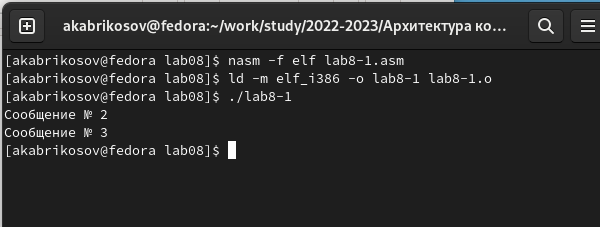 akabrikosov@fedora:~/work/study/2022-2023/Архитектура ко...
[akabrikosov@fedora lab08]$ nasm -f elf lab8-1.asm
[akabrikosov@fedora lab08]$ ld -m elf_i386 -o lab8-1 lab8-1.o
[akabrikosov@fedora lab08]$ ./lab8-1
Сообщение № 2
Сообщение № 3
[akabrikosov@fedora lab08]$